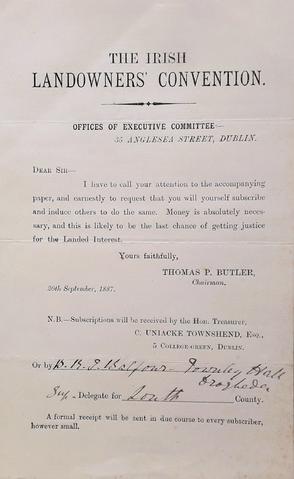 THE IRISH
LANDOWNERS' CONVENTION.
OFFICES OF EXECUTIVE COMMITTEE—
35 ANGLESEA STREET, DUBLIN.
DEAR SIR—
I have to call your attention to the accompanying
paper, and earnestly to request that you will yourself subscribe
and induce others to do the same. Money is absolutely neces-
sary, and this is likely to be the last chance of getting justice
for the Landed Interest.
Yours faithfully,
THOMAS P. BUTLER,
Chairman.
30th September, 1887.
N.B.—Subscriptions will be received by the Hon. Treasurer,
C. UNIACKE TOWNSHEND, Esq.,
5 COLLEGE-GREEN, DUBLIN.
Or by B. R. T. Balfour – Townley Hall
Drogheda
Delegate for Louth County.
A formal receipt will be sent in due course to every subscriber,
however small.